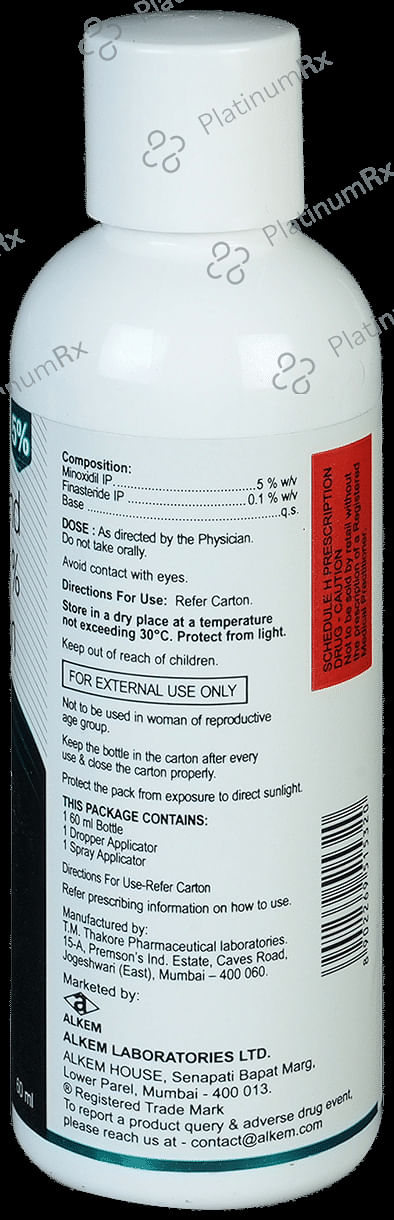 PlatinumRx
PlatinumRx
PlatinumRx
Platinum
Rx
tinumRx
5%
nd
%
n
60 ml
Composition:
Minoxidil IP.......................................5 % w/v
Finasteride IP ...............................0.1 % w/v
Base ...................................................q.s.
DOSE : As directed by the Physician.
Do not take orally.
Avoid contact with eyes.
Directions For Use: Refer Carton.
Store in a dry place at a temperature
not exceeding 30°C. Protect from light.
Keep out of reach of children.
FOR EXTERNAL USE ONLY
Not to be used in woman of reproductive
age group.
Keep the bottle in the carton after every
use & close the carton properly.
Protect the pack from exposure to direct sunlight.
THIS PACKAGE CONTAINS:
1 60 ml Bottle
1 Dropper Applicator
1 Spray Applicator
Directions For Use-Refer Carton
Refer prescribing information on how to use.
Manufactured by:
T.M. Thakore Pharmaceutical laboratories.
15-A, Premson's Ind. Estate, Caves Road,
Jogeshwari (East), Mumbai – 400 060.
Marketed by:
a
ALKEM
ALKEM LABORATORIES LTD.
ALKEM HOUSE, Senapati Bapat Marg,
Lower Parel, Mumbai - 400 013.
® Registered Trade Mark
To report a product query & adverse drug event,
please reach us at - contact@alkem.com
SCHEDULE H PRESCRIPTION
DRUG - CAUTION
Not to be sold by retail without
the prescription of a Registered
Medical Practitioner.
8 902269 515320